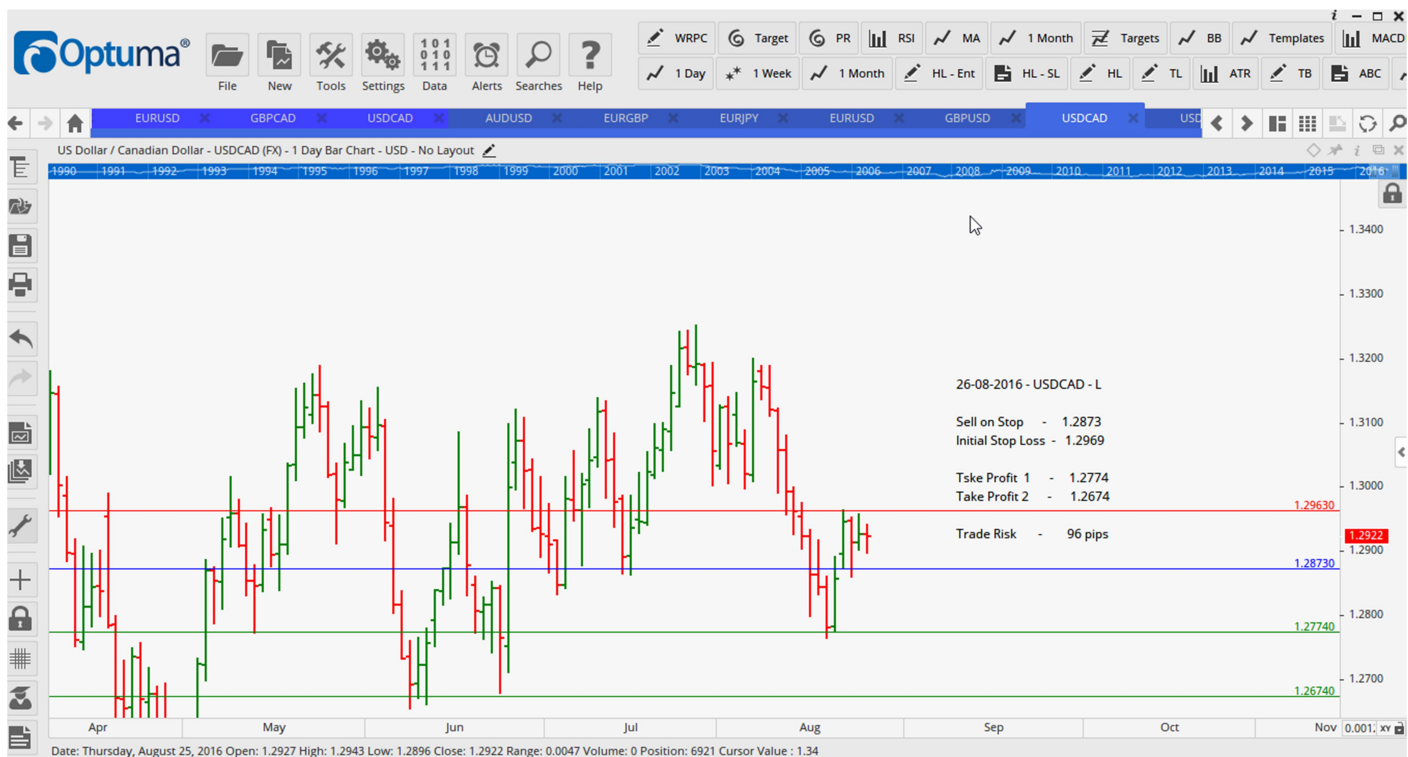 i
Optuma®
File New Tools Settings 101 010 111 Data Alerts Searches Help
WRPC Target PR RSI MA 1 Month Targets BB Templates MACD
1 Day 1 Week 1 Month HL - Ent HL - SL HL TL ATR TB ABC
EURUSD GBPCAD USDCAD AUDUSD EURGBP EURJPY EURUSD GBPUSD USDCAD USD
US Dollar / Canadian Dollar - USDCAD (FX) - 1 Day Bar Chart - USD - No Layout
1990 1991 1992 1993 1994 1995 1996 1997 1998 1999 2000 2001 2002 2003 2004 2005 2006 2007 2008 2009 2010 2011 2012 2013 2014 2015 2016
1.3400
1.3300
1.3200
26-08-2016 - USDCAD - L
Sell on Stop - 1.2873
1.3100
Initial Stop Loss - 1.2969
Tske Profit 1 - 1.2774
1.3000
Take Profit 2 - 1.2674
1.29630
Trade Risk - 96 pips
1.2922
1.2900
1.28730
1.2800
1.27740
1.2700
1.26740
Apr May Jun Jul Aug Sep Oct Nov 0.001 XY
Date: Thursday, August 25, 2016 Open: 1.2927 High: 1.2943 Low: 1.2896 Close: 1.2922 Range: 0.0047 Volume: 0 Position: 6921 Cursor Value : 1.34